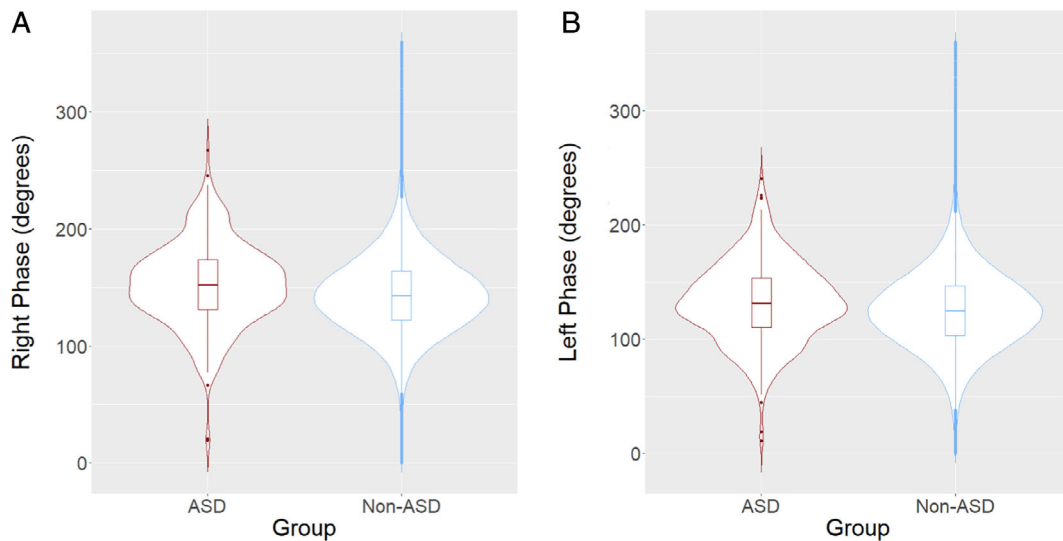 A
Right Phase (degrees)
300
200
100
0
ASD
Non-ASD
Group
B
Left Phase (degrees)
300
200
100
0
ASD
Non-ASD
Group